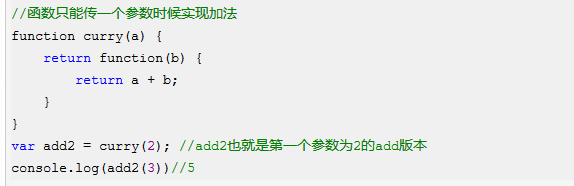 //函数只能传一个参数时候实现加法
function curry(a) {
    return function(b) {
        return a + b;
    }
}
var add2 = curry(2); //add2也就是第一个参数为2的add版本
console.log(add2(3))//5